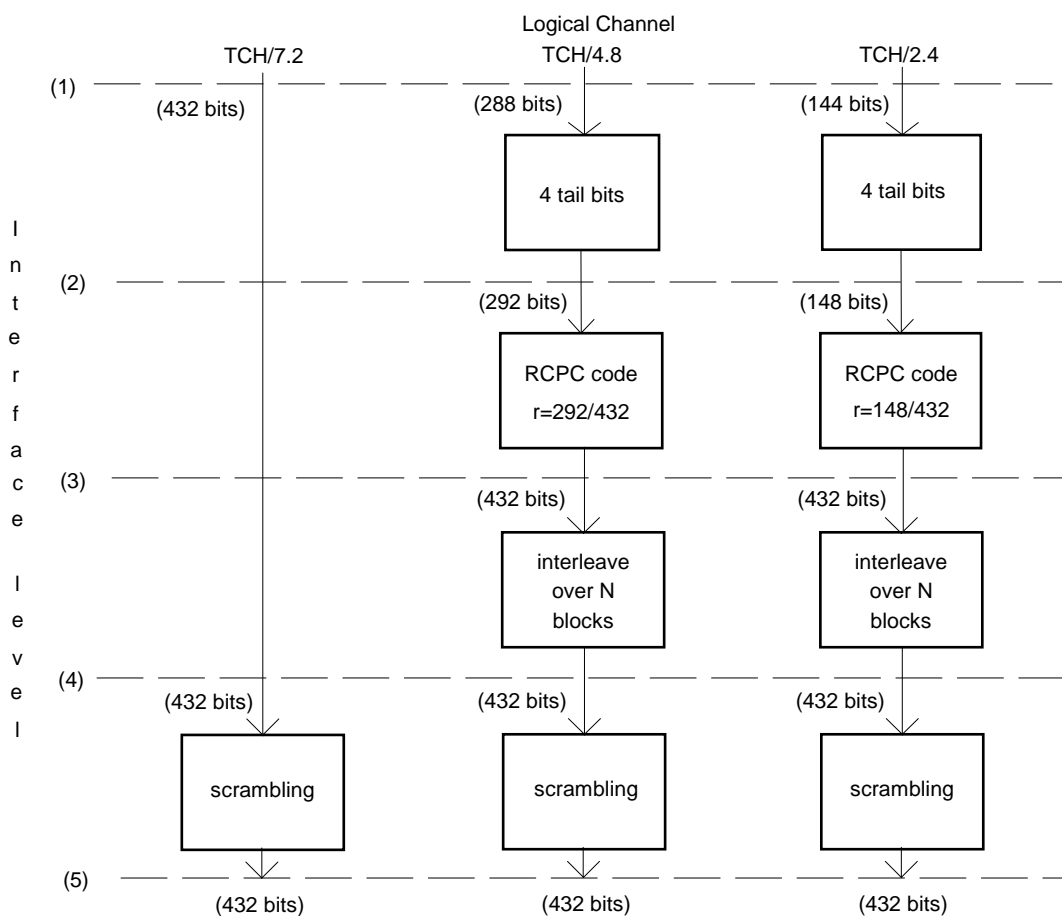 Logical Channel
TCH/7.2 TCH/4.8 TCH/2.4
(1)
(432 bits) (288 bits) (144 bits)
4 tail bits 4 tail bits
(2)
(292 bits) (148 bits)
RCPC code RCPC code
r=292/432 r=148/432
(3)
(432 bits) (432 bits)
interleave interleave
over N over N
blocks blocks
(4)
(432 bits) (432 bits) (432 bits)
scrambling scrambling scrambling
(5)
(432 bits) (432 bits) (432 bits)
Interface level